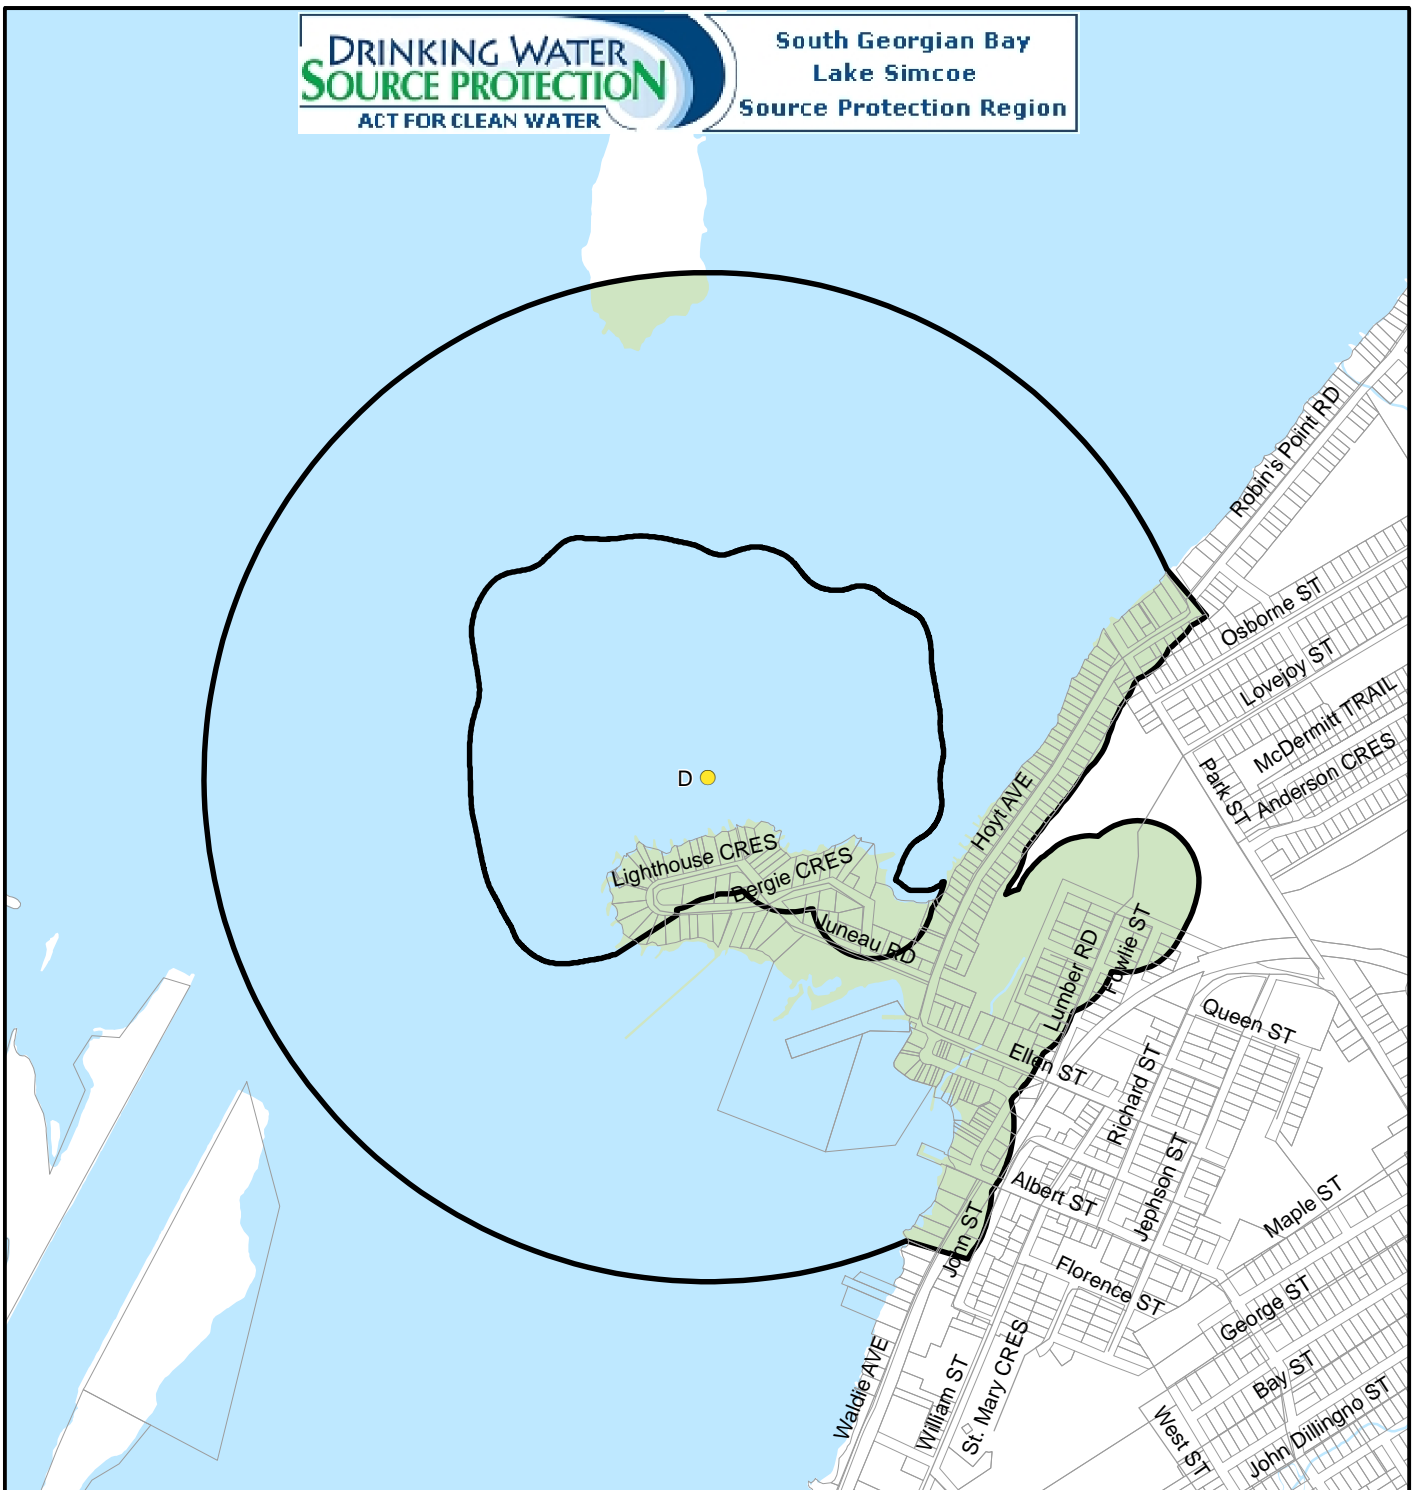 DRINKING WATER
SOURCE PROTECTION
ACT FOR CLEAN WATER
South Georgian Bay
Lake Simcoe
Source Protection Region
Robin's Point RD
Osborne ST
Lovejoy ST
McDermitt TRAIL
Anderson CRES
Park ST
D
Hoyt AVE
Lighthouse CRES
Bergie CRES
Juneau RD
Fowlie ST
Lumber RD
Queen ST
Ellen ST
Richard ST
Jephson ST
Albert ST
Maple ST
John ST
Florence ST
George ST
Waldie AVE
William ST
St. Mary CRES
Bay ST
West ST
John Dillingno ST